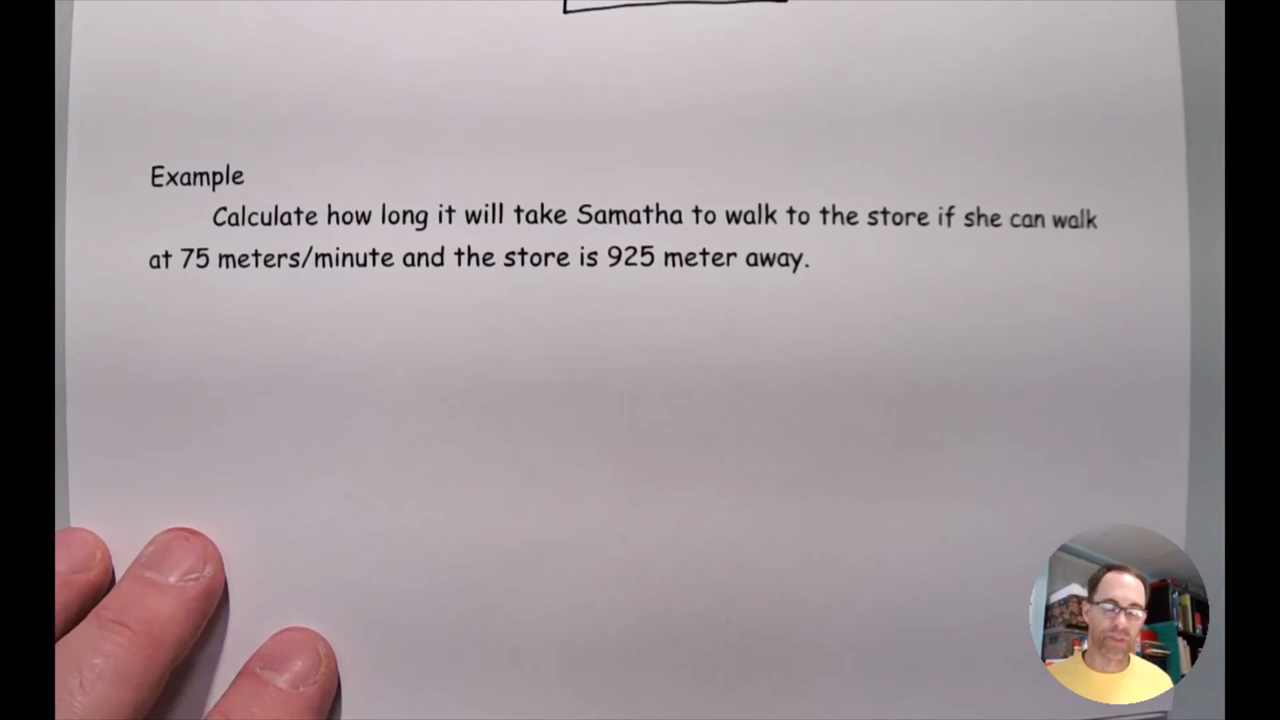 Example
Calculate how long it will take Samatha to walk to the store if she can walk
at 75 meters/minute and the store is 925 meter away.